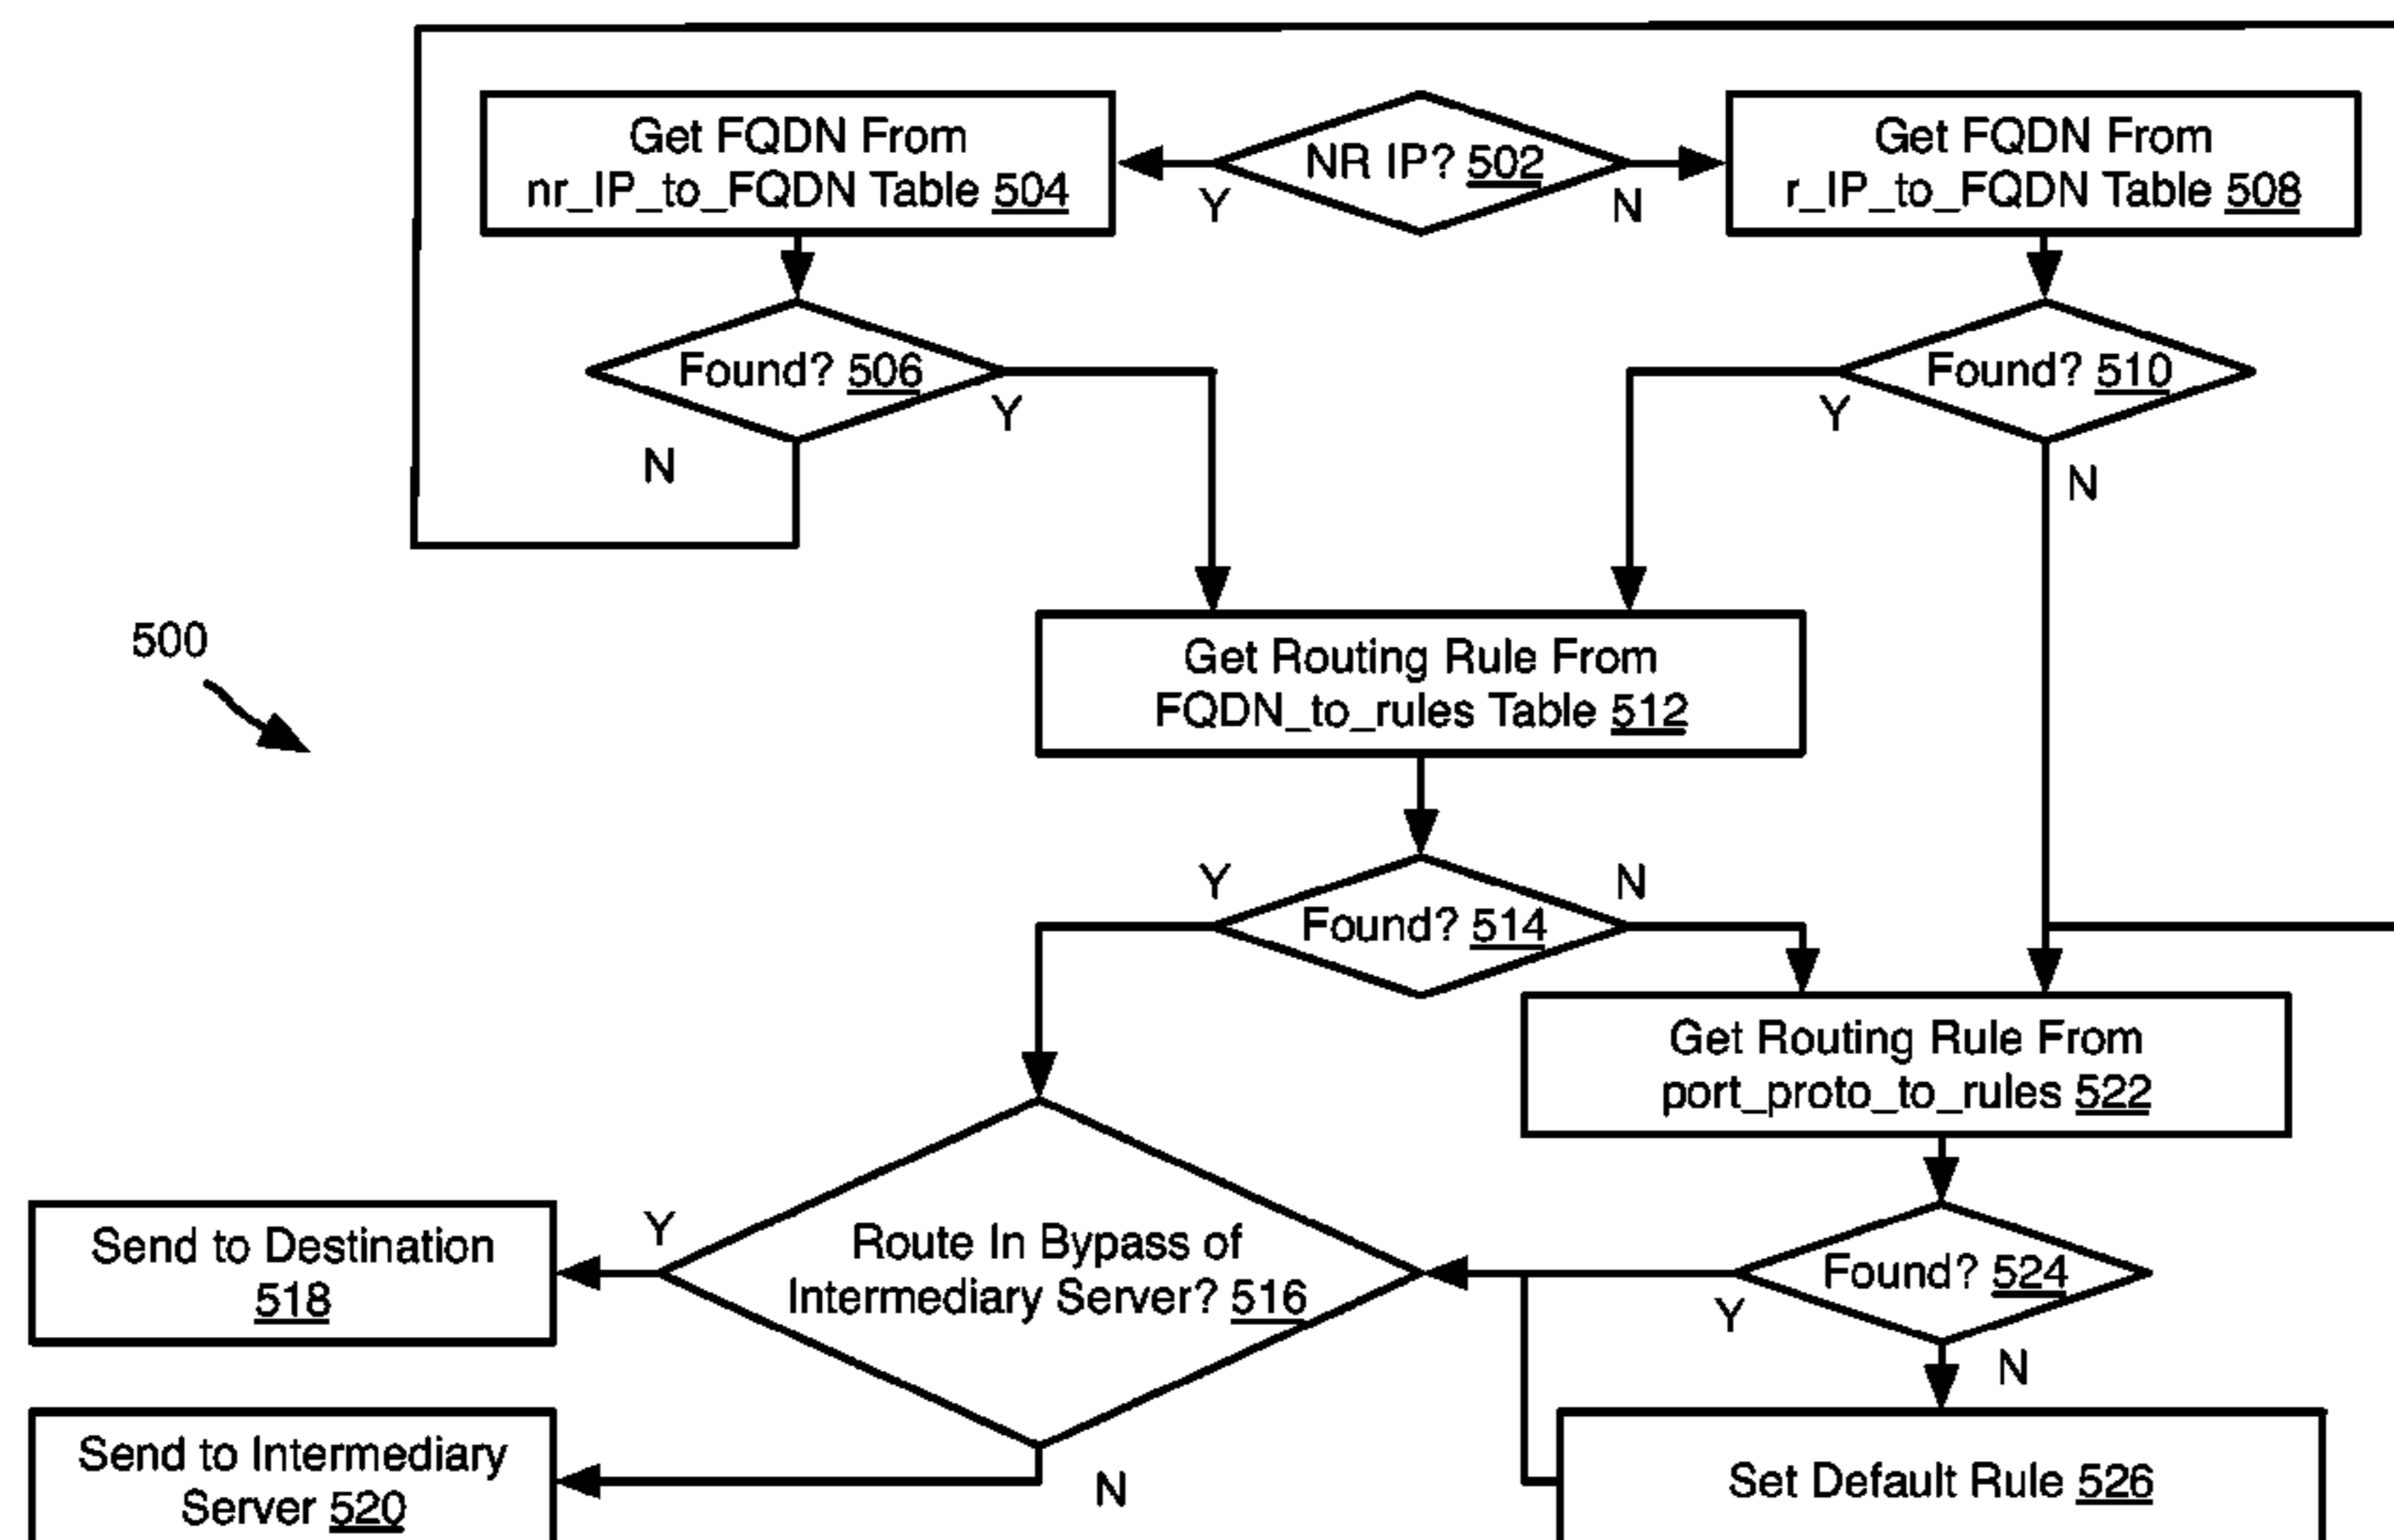 Get FQDN From
nr_IP_to_FQDN Table 504
NR IP? 502
Get FQDN From
r_IP_to_FQDN Table 508
Y
N
Found? 506
Found? 510
Y
Y
N
N
500
Get Routing Rule From
FQDN_to_rules Table 512
Y
N
Found? 514
Get Routing Rule From
port_proto_to_rules 522
Y
Send to Destination
518
Route In Bypass of
Intermediary Server? 516
Found? 524
Y
N
Send to Intermediary
Server 520
N
Set Default Rule 526